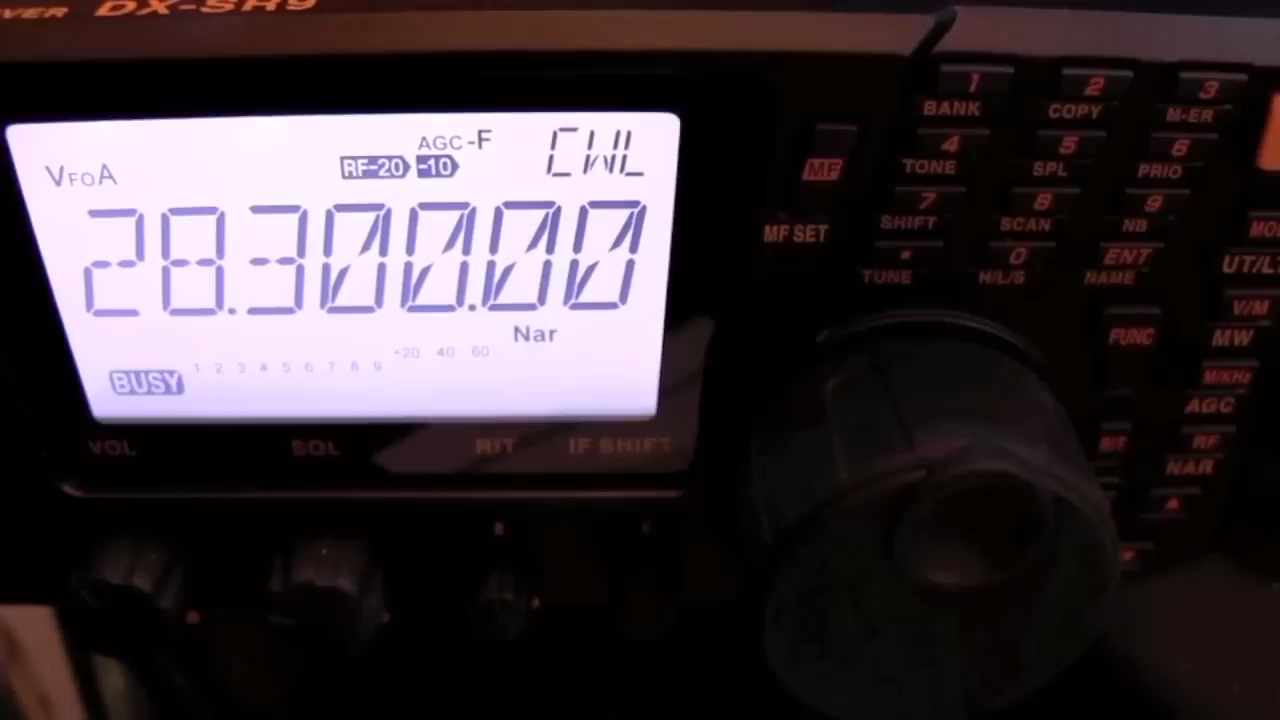 VER DX-SR9
VFOA
AGC-F
RF-20 -10
CWL
28.300.00
Nar
1 2 3 4 5 6 7 8 9 +20 40 60
BUSY
VOL SQL RIT IF SHIFT
MF
MF SET
1 2 3
BANK COPY M-ER
4 5 6
TONE SPL PRIO
7 8 9
SHIFT SCAN NB
. 0 ENT
TUNE H/L/S NAME
FUNC
UT/L
V/M
MW
M/KHz
AGC
RIT RF
NAR